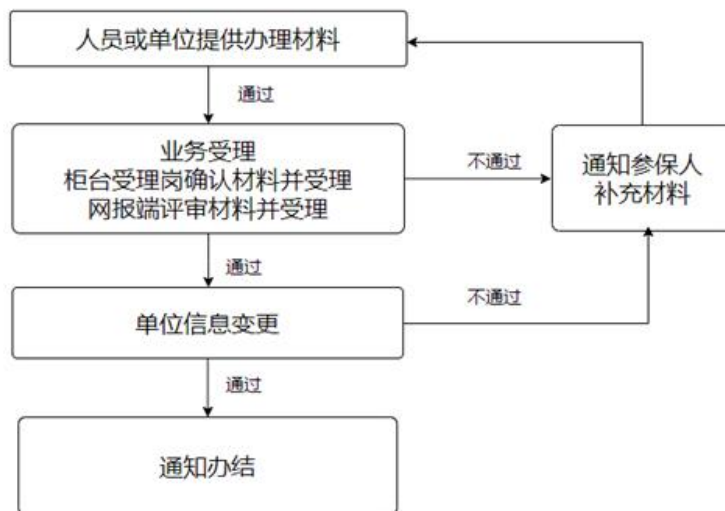 人员或单位提供办理材料
通过
业务受理
柜台受理岗确认材料并受理
网报端评审材料并受理
不通过
通知参保人
补充材料
通过
单位信息变更
不通过
通过
通知办结